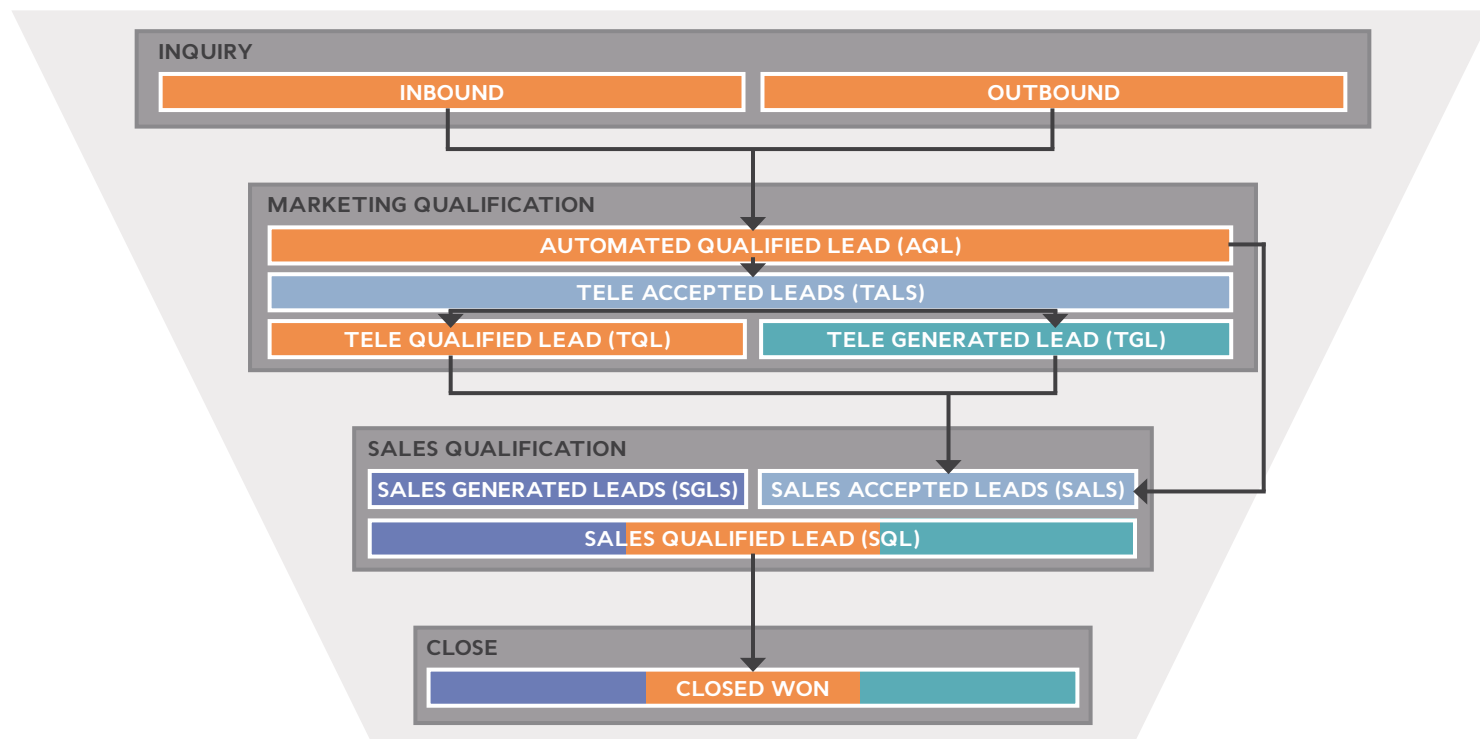 INQUIRY
INBOUND
OUTBOUND
MARKETING QUALIFICATION
AUTOMATED QUALIFIED LEAD (AQL)
TELE ACCEPTED LEADS (TALS)
TELE QUALIFIED LEAD (TQL)
TELE GENERATED LEAD (TGL)
SALES QUALIFICATION
SALES GENERATED LEADS (SGLS)
SALES ACCEPTED LEADS (SALS)
SALES QUALIFIED LEAD (SQL)
CLOSE
CLOSED WON